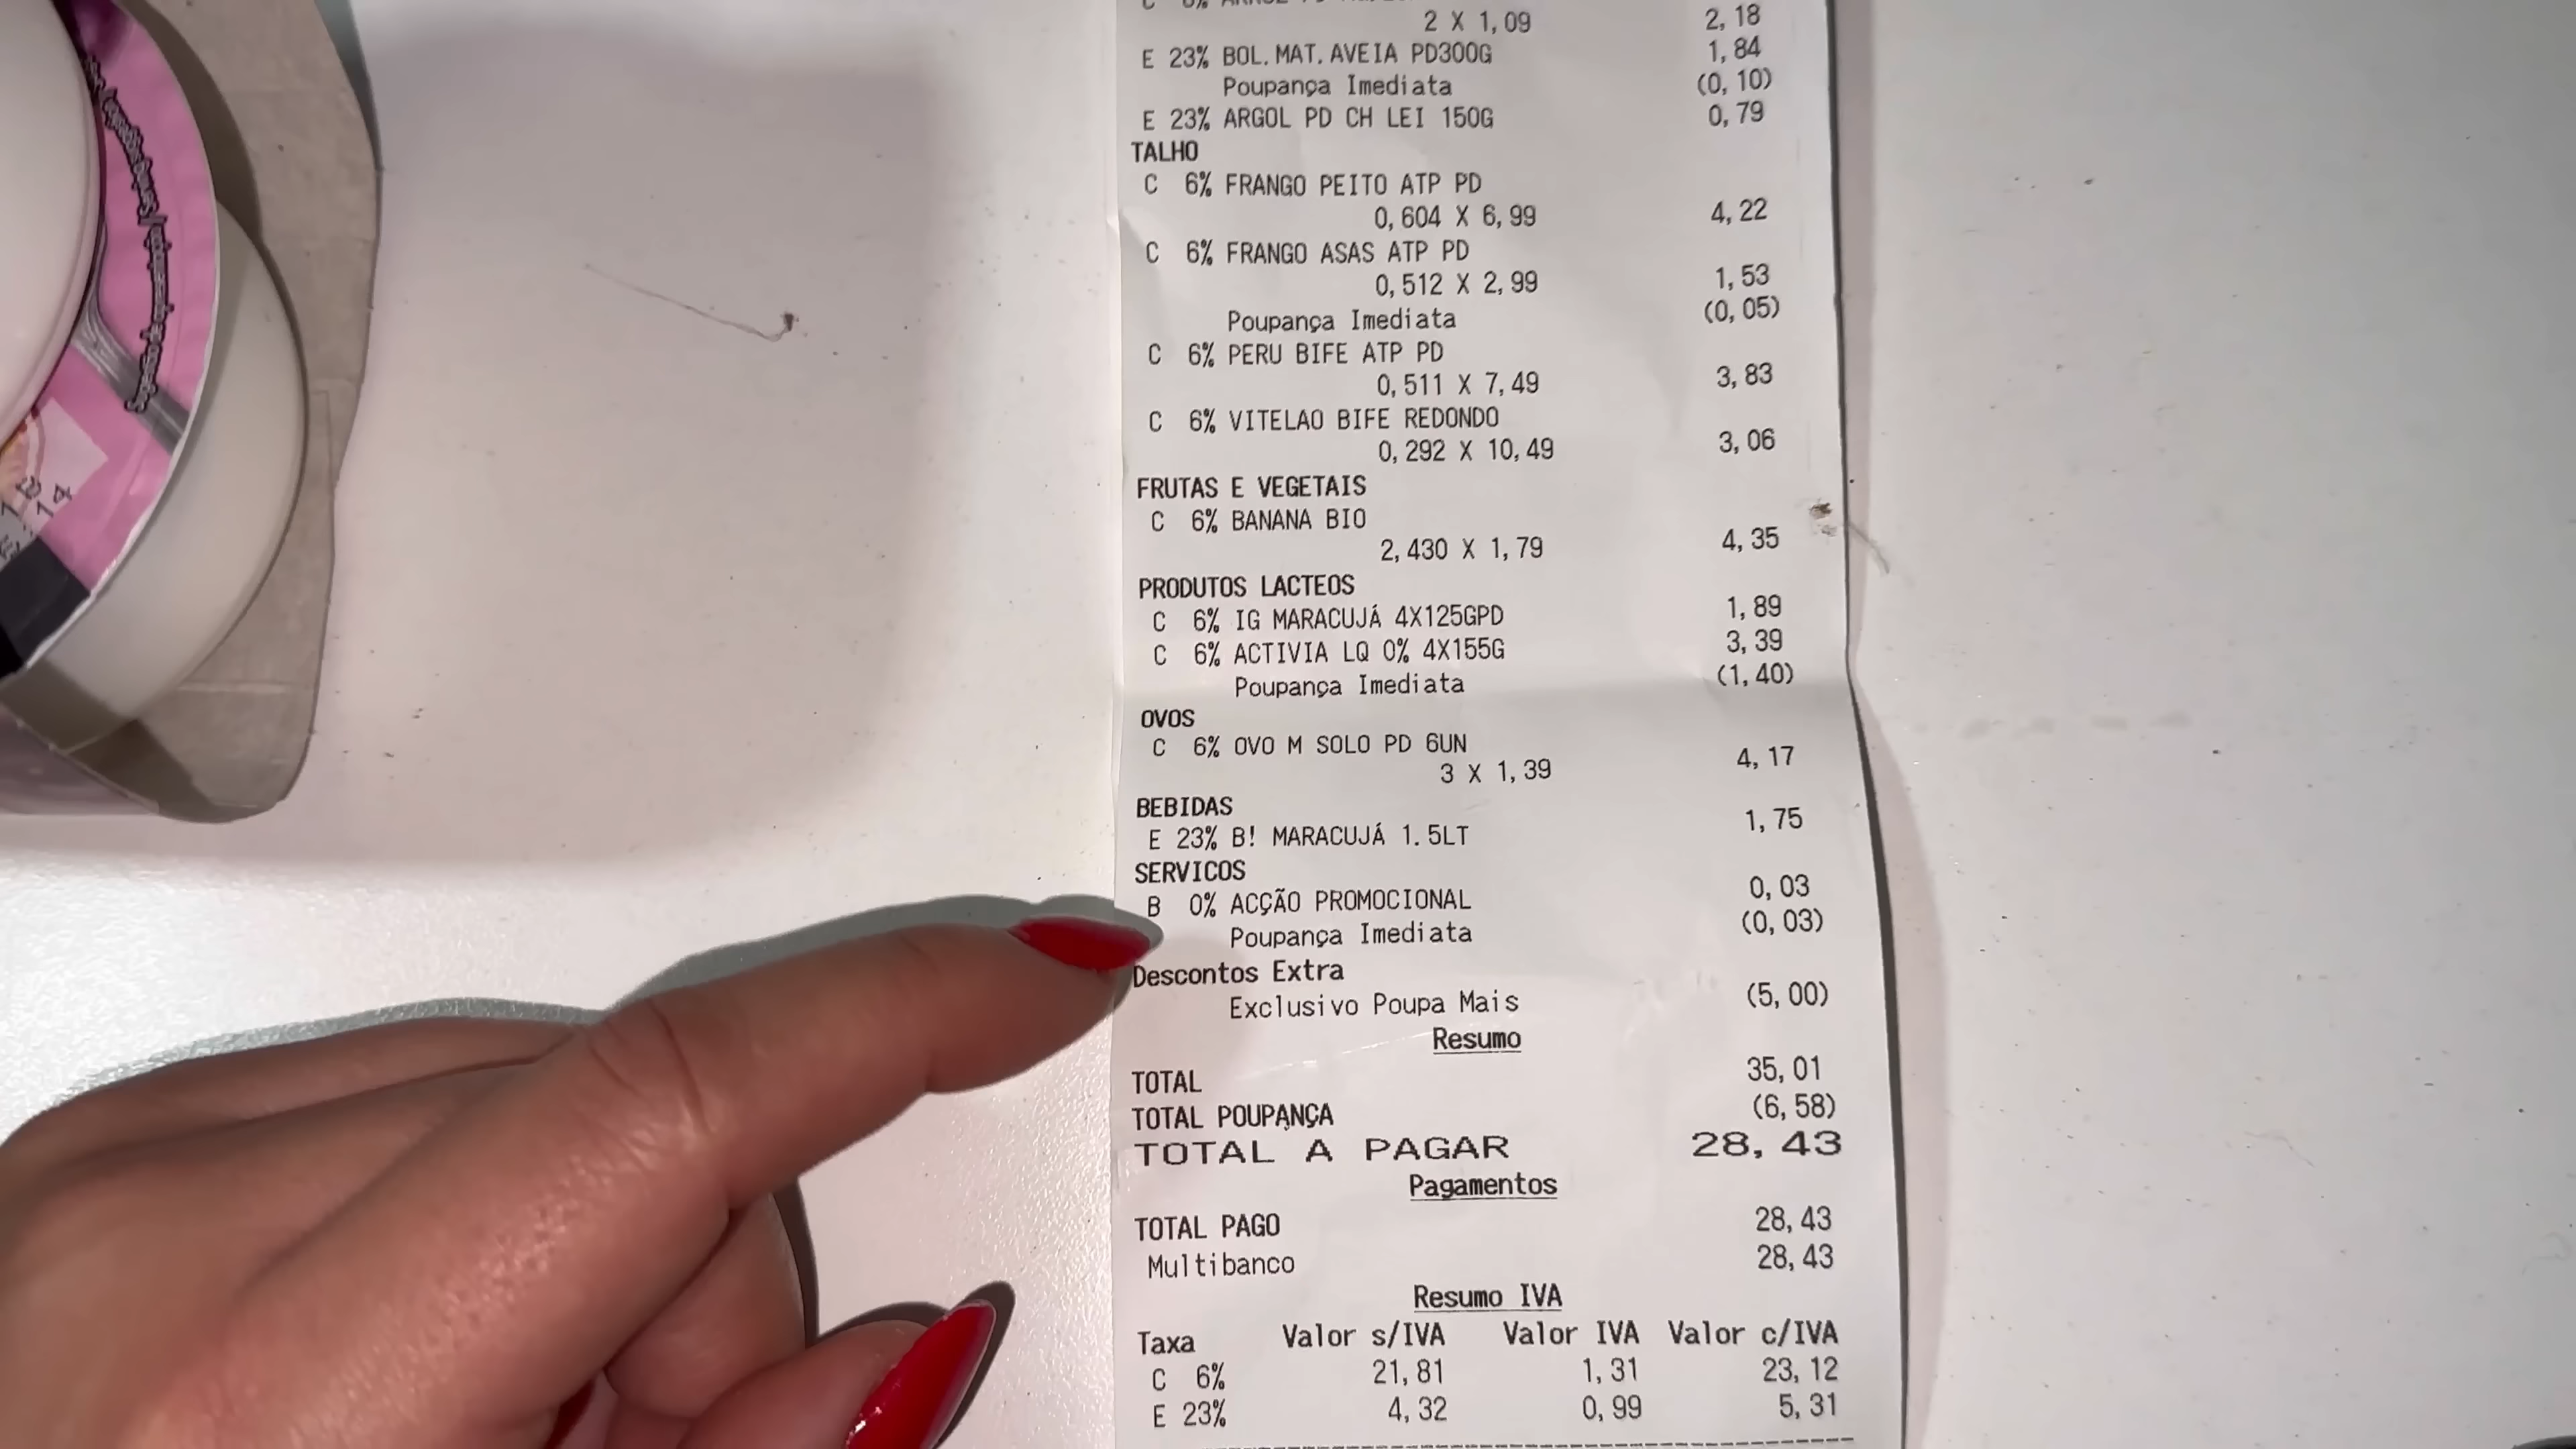 2 X 1,09 2,18
E 23% BOL.MAT.AVEIA PD300G 1,84
Poupança Imediata (0,10)
E 23% ARGOL PD CH LEI 150G 0,79
TALHO
C 6% FRANGO PEITO ATP PD
0,604 X 6,99 4,22
C 6% FRANGO ASAS ATP PD
0,512 X 2,99 1,53
Poupança Imediata (0,05)
C 6% PERU BIFE ATP PD
0,511 X 7,49 3,83
C 6% VITELAO BIFE REDONDO
0,292 X 10,49 3,06
FRUTAS E VEGETAIS
C 6% BANANA BIO
2,430 X 1,79 4,35
PRODUTOS LACTEOS
C 6% IG MARACUJÁ 4X125GPD 1,89
C 6% ACTIVIA LQ 0% 4X155G 3,39
Poupança Imediata (1,40)
OVOS
C 6% OVO M SOLO PD 6UN
3 X 1,39 4,17
BEBIDAS
E 23% B! MARACUJÁ 1.5LT 1,75
SERVICOS
B 0% ACÇÃO PROMOCIONAL 0,03
Poupança Imediata (0,03)
Descontos Extra
Exclusivo Poupa Mais (5,00)
Resumo
TOTAL 35,01
TOTAL POUPANÇA (6,58)
TOTAL A PAGAR 28,43
Pagamentos
TOTAL PAGO 28,43
Multibanco 28,43
Resumo IVA
Taxa Valor s/IVA Valor IVA Valor c/IVA
C 6% 21,81 1,31 23,12
E 23% 4,32 0,99 5,31